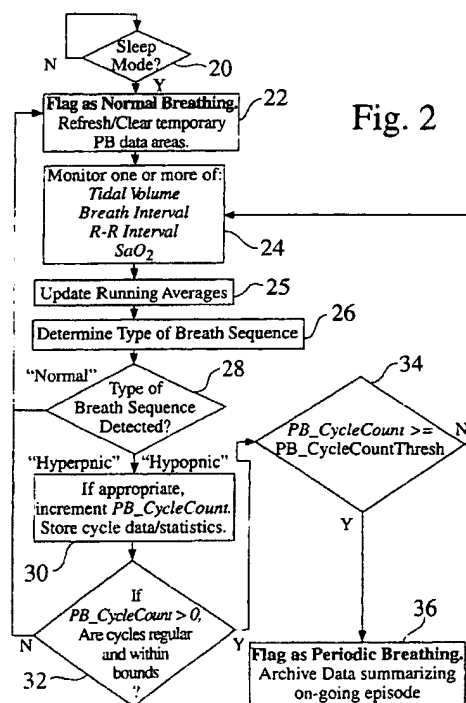 Fig. 2
Sleep
Mode?
N
Y
20
Flag as Normal Breathing.
Refresh/Clear temporary
PB data areas.
22
Monitor one or more of:
Tidal Volume
Breath Interval
R-R Interval
SaO₂
24
Update Running Averages
25
Determine Type of Breath Sequence
26
"Normal"
28
Type of
Breath Sequence
Detected?
"Hyperpnic" "Hypopnic"
If appropriate,
increment PB_CycleCount.
Store cycle data/statistics.
30
If
PB_CycleCount > 0,
Are cycles regular
and within
bounds
?
N
Y
32
34
PB_CycleCount >=
PB_CycleCountThresh
N
Y
36
Flag as Periodic Breathing.
Archive Data summarizing
on-going episode